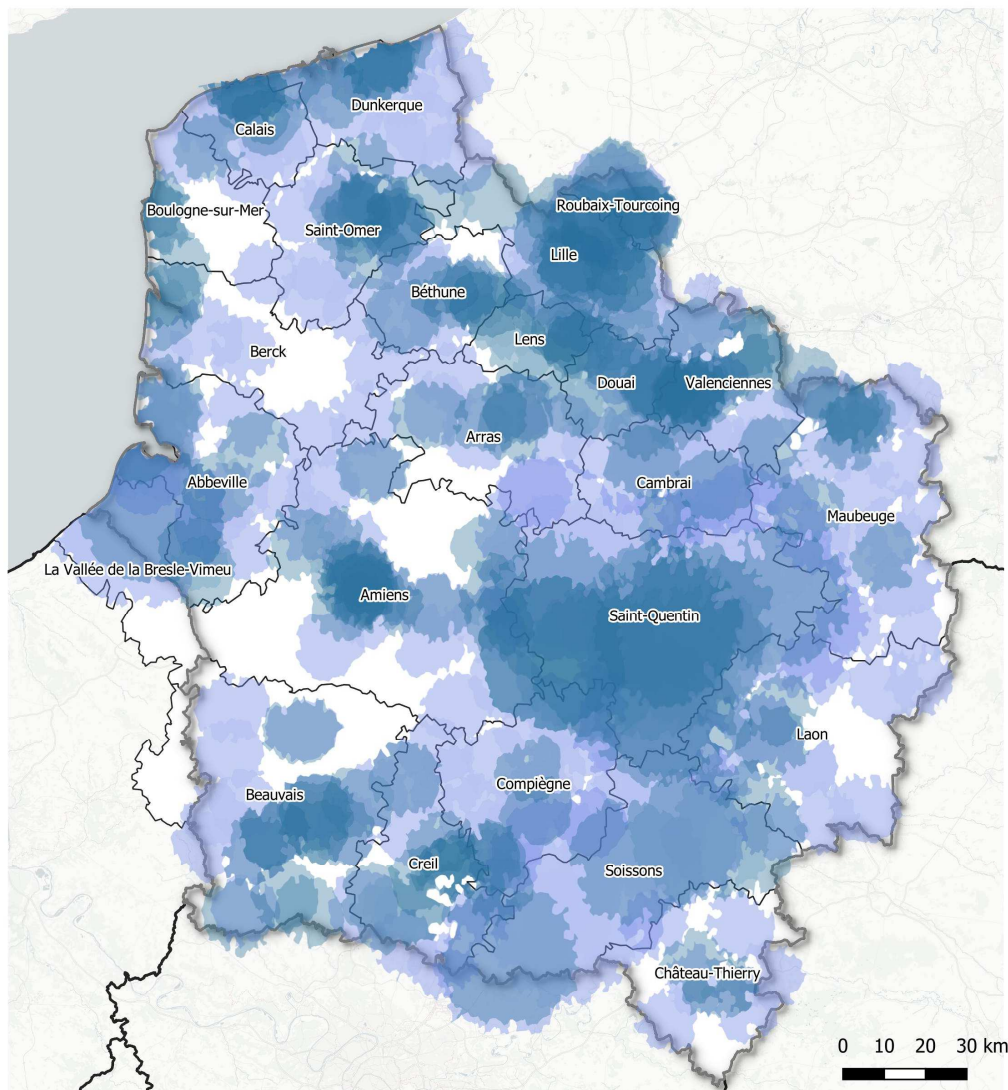 Dunkerque
Calais
Boulogne-sur-Mer
Roubaix-Tourcoing
Saint-Omer
Lille
Béthune
Lens
Berck
Douai
Valenciennes
Arras
Abbeville
Cambrai
Maubeuge
La Vallée de la Bresle-Vimeu
Amiens
Saint-Quentin
Laon
Compiègne
Beauvais
Creil
Soissons
Château-Thierry
0 10 20 30 km